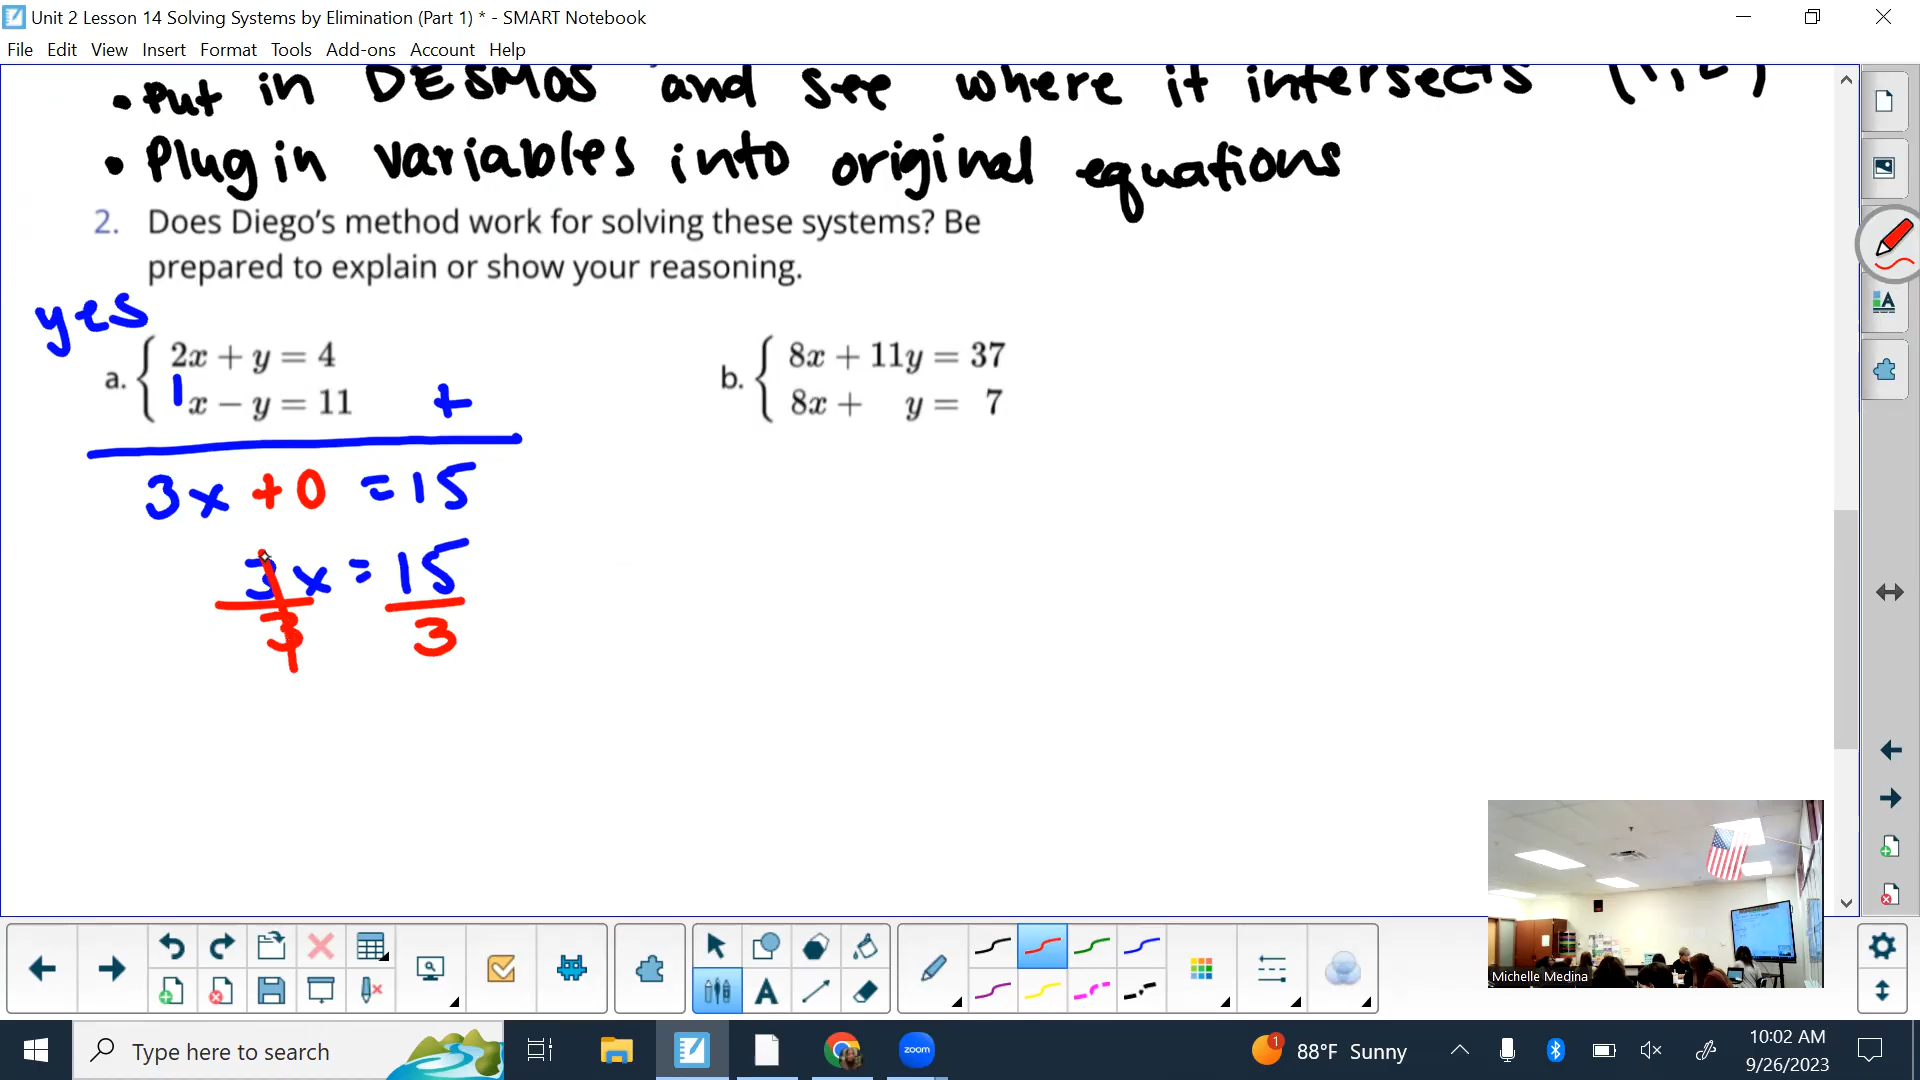 Unit 2 Lesson 14 Solving Systems by Elimination (Part 1) * - SMART Notebook
File Edit View Insert Format Tools Add-ons Account Help
• Put in DESMOS and see where it intersects
• Plug in variables into original equations
2. Does Diego's method work for solving these systems? Be
prepared to explain or show your reasoning.
yes
a. { 2x + y = 4
1x − y = 11 +
3x + 0 = 15
3x = 15
3 3
b. { 8x + 11y = 37
8x + y = 7
Michelle Medina
Type here to search
zoom
1
88°F Sunny
10:02 AM
9/26/2023